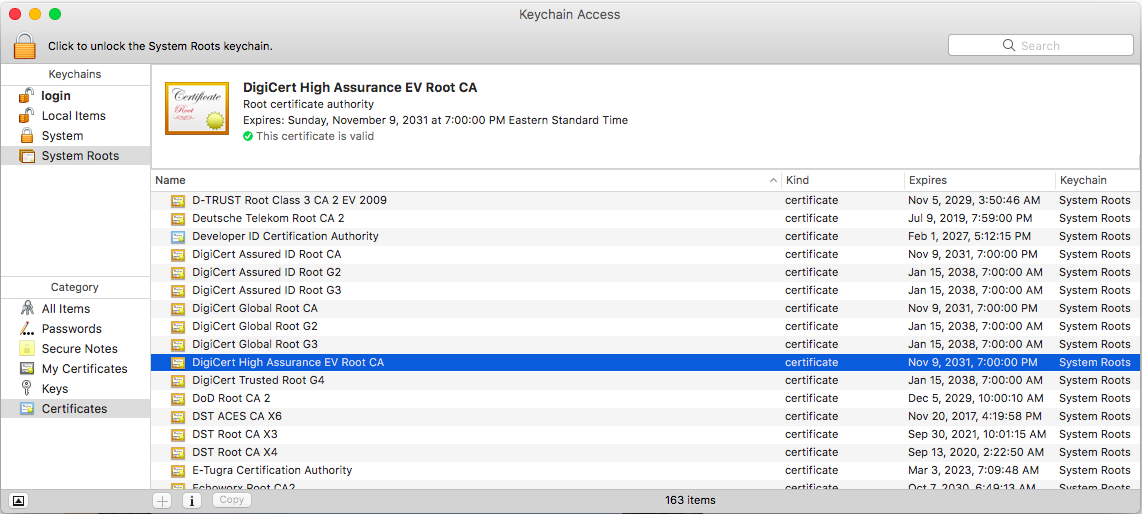 Keychain Access
Click to unlock the System Roots keychain.
Search
Keychains
login
Local Items
System
System Roots
Category
All Items
Passwords
Secure Notes
My Certificates
Keys
Certificates
Certificate
Root
DigiCert High Assurance EV Root CA
Root certificate authority
Expires: Sunday, November 9, 2031 at 7:00:00 PM Eastern Standard Time
This certificate is valid
Name Kind Expires Keychain
D-TRUST Root Class 3 CA 2 EV 2009 certificate Nov 5, 2029, 3:50:46 AM System Roots
Deutsche Telekom Root CA 2 certificate Jul 9, 2019, 7:59:00 PM System Roots
Developer ID Certification Authority certificate Feb 1, 2027, 5:12:15 PM System Roots
DigiCert Assured ID Root CA certificate Nov 9, 2031, 7:00:00 PM System Roots
DigiCert Assured ID Root G2 certificate Jan 15, 2038, 7:00:00 AM System Roots
DigiCert Assured ID Root G3 certificate Jan 15, 2038, 7:00:00 AM System Roots
DigiCert Global Root CA certificate Nov 9, 2031, 7:00:00 PM System Roots
DigiCert Global Root G2 certificate Jan 15, 2038, 7:00:00 AM System Roots
DigiCert Global Root G3 certificate Jan 15, 2038, 7:00:00 AM System Roots
DigiCert High Assurance EV Root CA certificate Nov 9, 2031, 7:00:00 PM System Roots
DigiCert Trusted Root G4 certificate Jan 15, 2038, 7:00:00 AM System Roots
DoD Root CA 2 certificate Dec 5, 2029, 10:00:10 AM System Roots
DST ACES CA X6 certificate Nov 20, 2017, 4:19:58 PM System Roots
DST Root CA X3 certificate Sep 30, 2021, 10:01:15 AM System Roots
DST Root CA X4 certificate Sep 13, 2020, 2:22:50 AM System Roots
E-Tugra Certification Authority certificate Mar 3, 2023, 7:09:48 AM System Roots
Echoworx Root CA2 certificate Oct 7, 2030, 6:49:13 AM System Roots
Copy
163 items